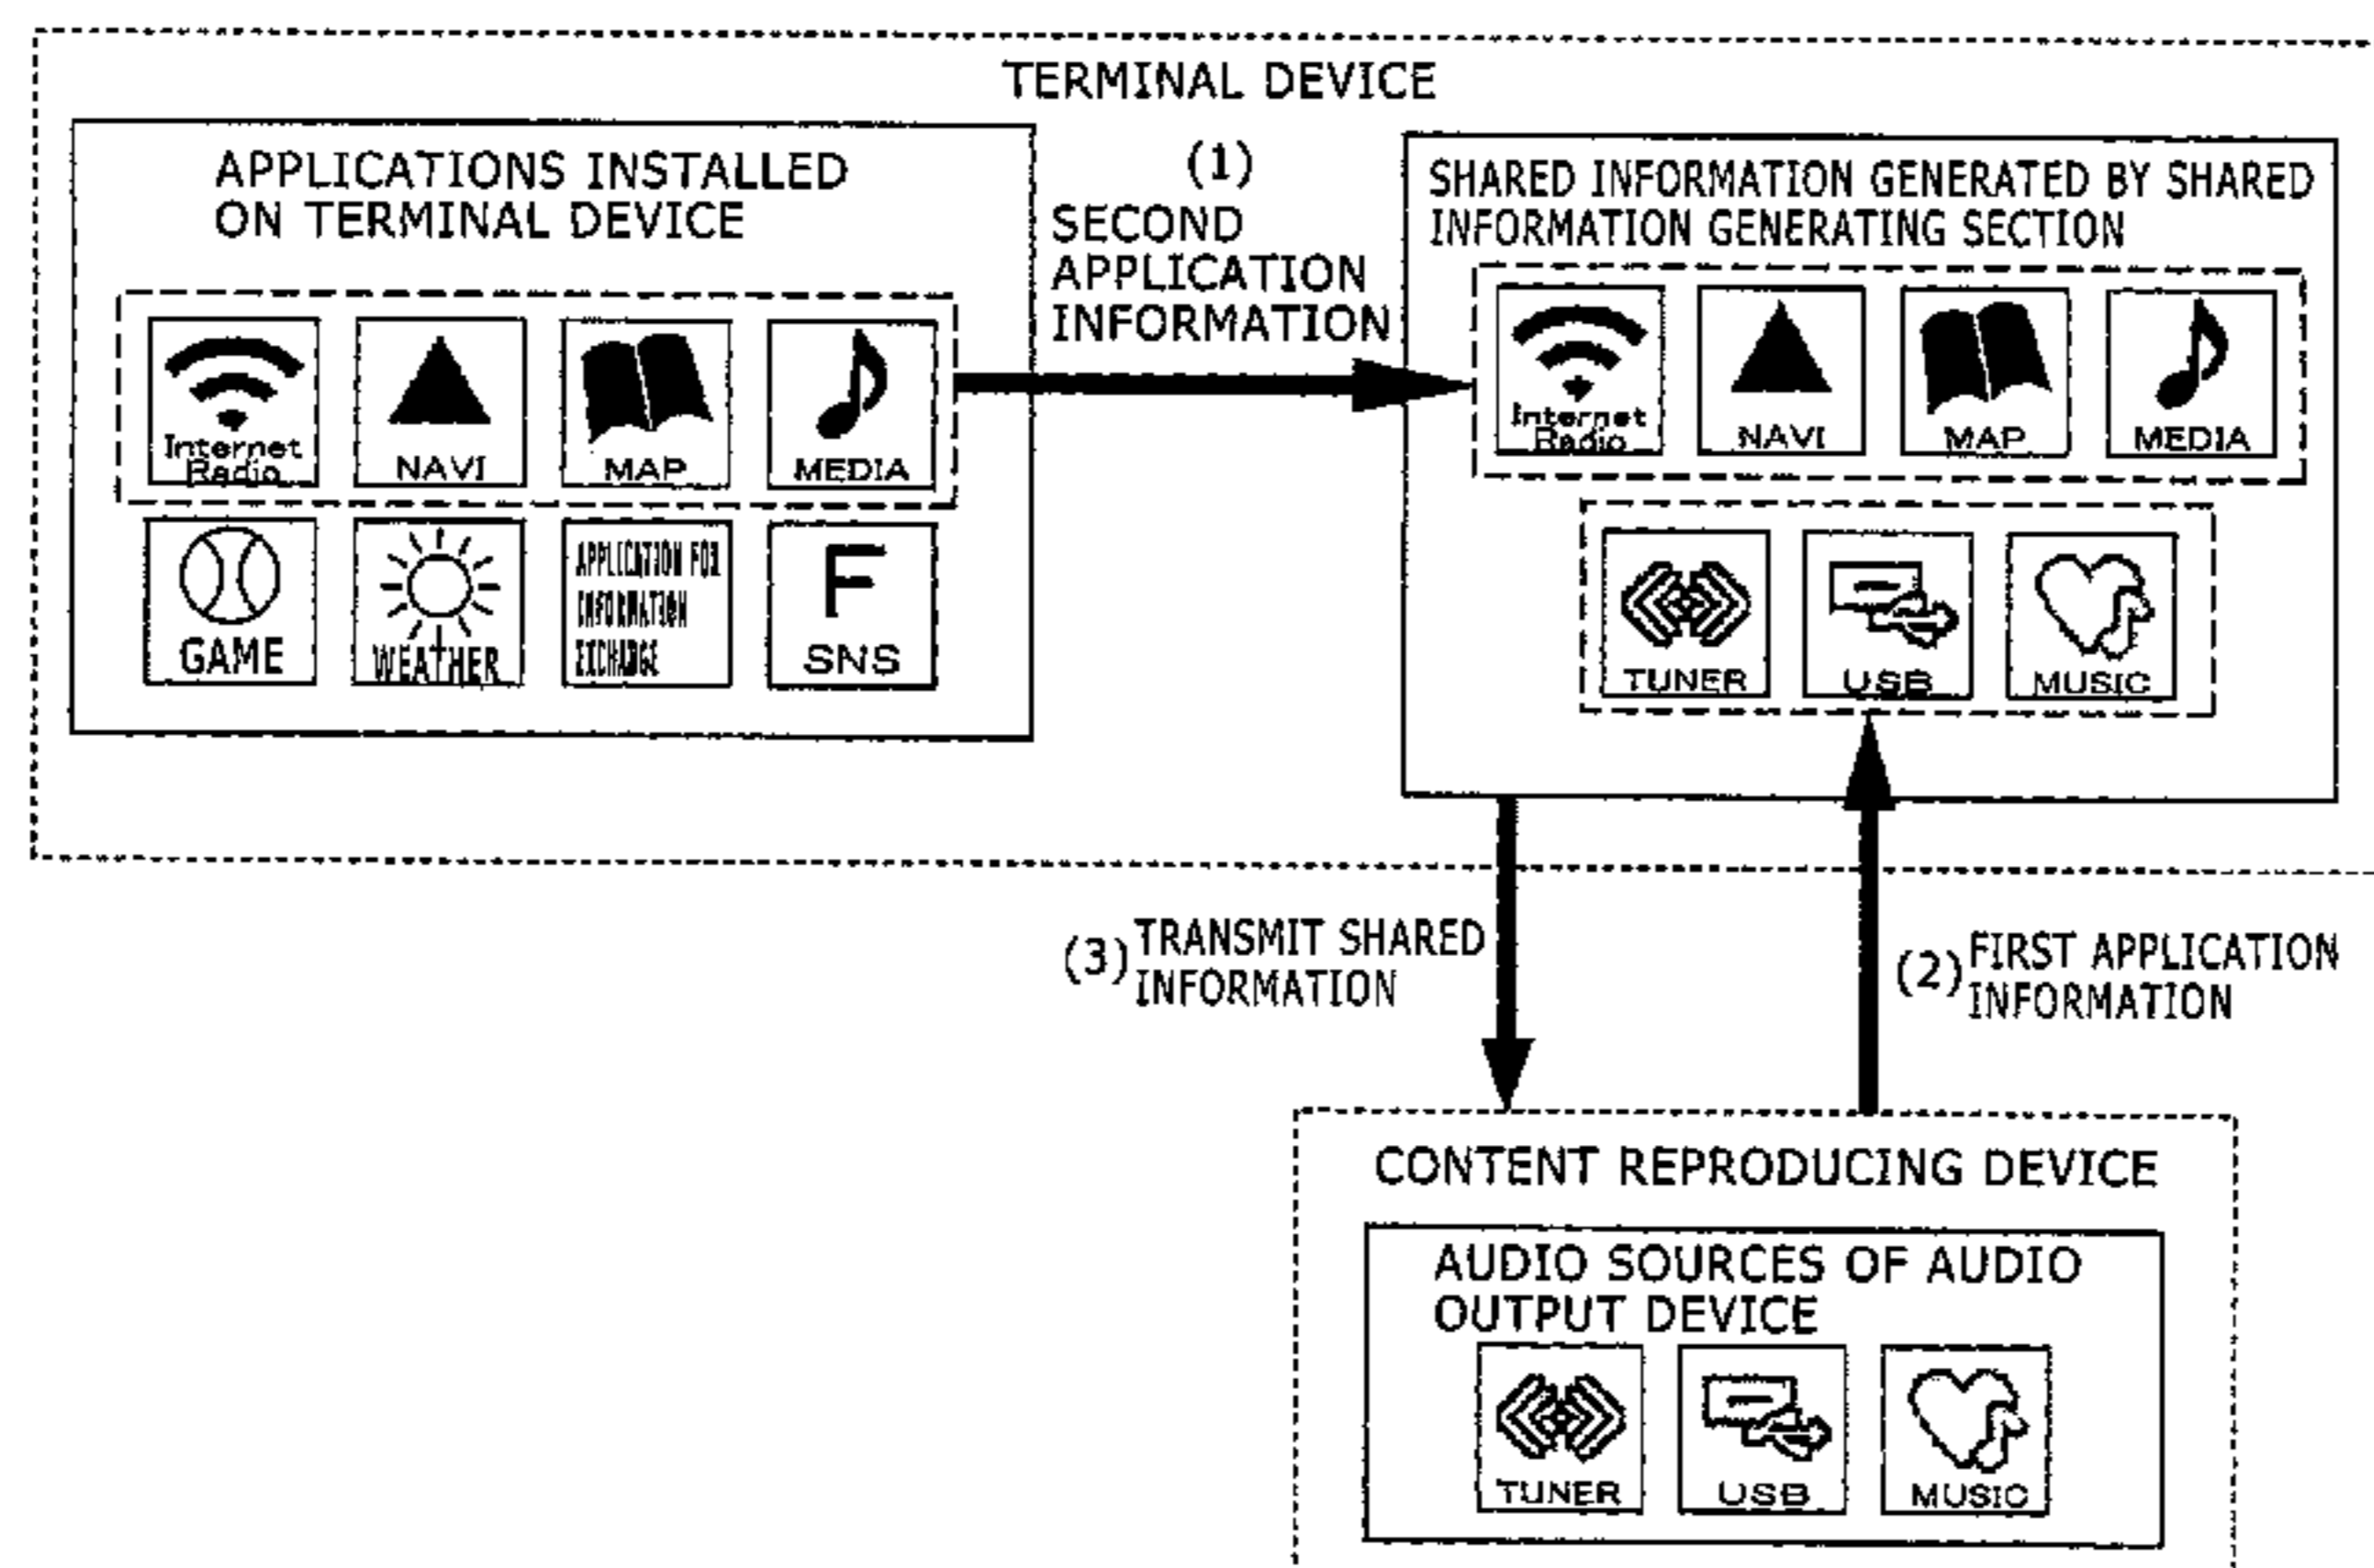 TERMINAL DEVICE
APPLICATIONS INSTALLED
ON TERMINAL DEVICE
Internet
Radio
NAVI
MAP
MEDIA
GAME
WEATHER
APPLICATION FOR
INFORMATION
EXCHANGE
F
SNS
(1)
SECOND
APPLICATION
INFORMATION
SHARED INFORMATION GENERATED BY SHARED
INFORMATION GENERATING SECTION
Internet
Radio
NAVI
MAP
MEDIA
TUNER
USB
MUSIC
(3) TRANSMIT SHARED
INFORMATION
(2) FIRST APPLICATION
INFORMATION
CONTENT REPRODUCING DEVICE
AUDIO SOURCES OF AUDIO
OUTPUT DEVICE
TUNER
USB
MUSIC